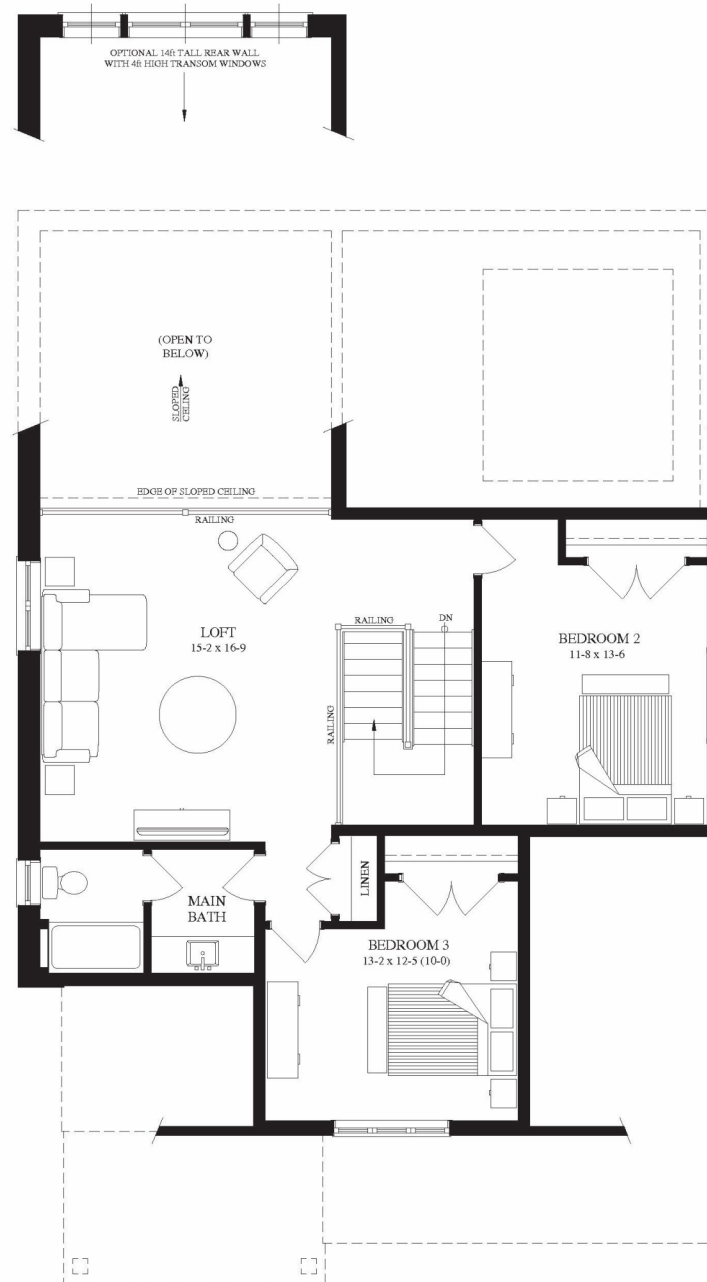 OPTIONAL 14ft TALL REAR WALL
WITH 4ft HIGH TRANSOM WINDOWS
(OPEN TO
BELOW)
SLOPED
CELING
EDGE OF SLOPED CEILING
RAILING
LOFT
15-2 x 16-9
RAILING
DN
RAILING
BEDROOM 2
11-8 x 13-6
MAIN
BATH
LINEN
BEDROOM 3
13-2 x 12-5 (10-0)